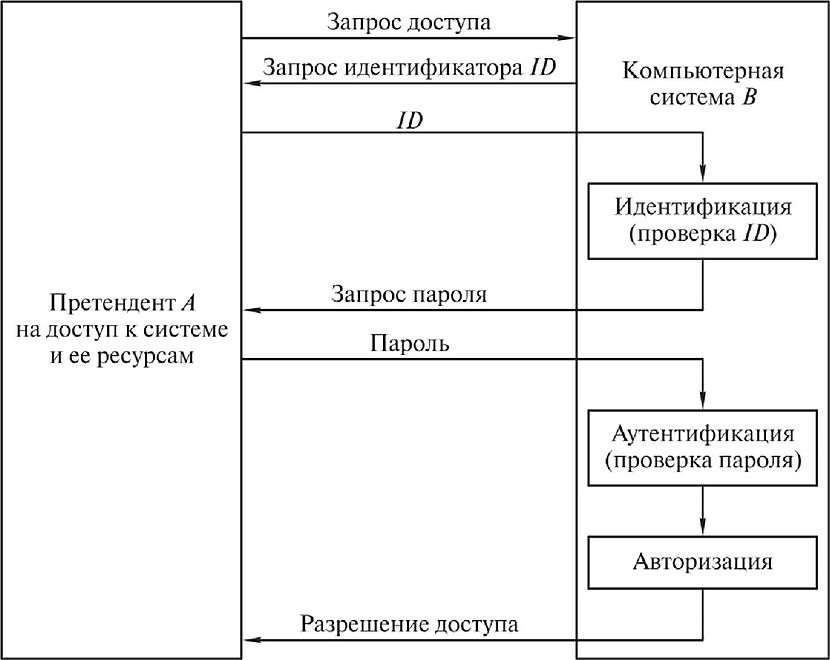 Запрос доступа
Запрос идентификатора ID
Компьютерная
система B
ID
Идентификация
(проверка ID)
Запрос пароля
Претендент A
на доступ к системе
и ее ресурсам
Пароль
Аутентификация
(проверка пароля)
Авторизация
Разрешение доступа